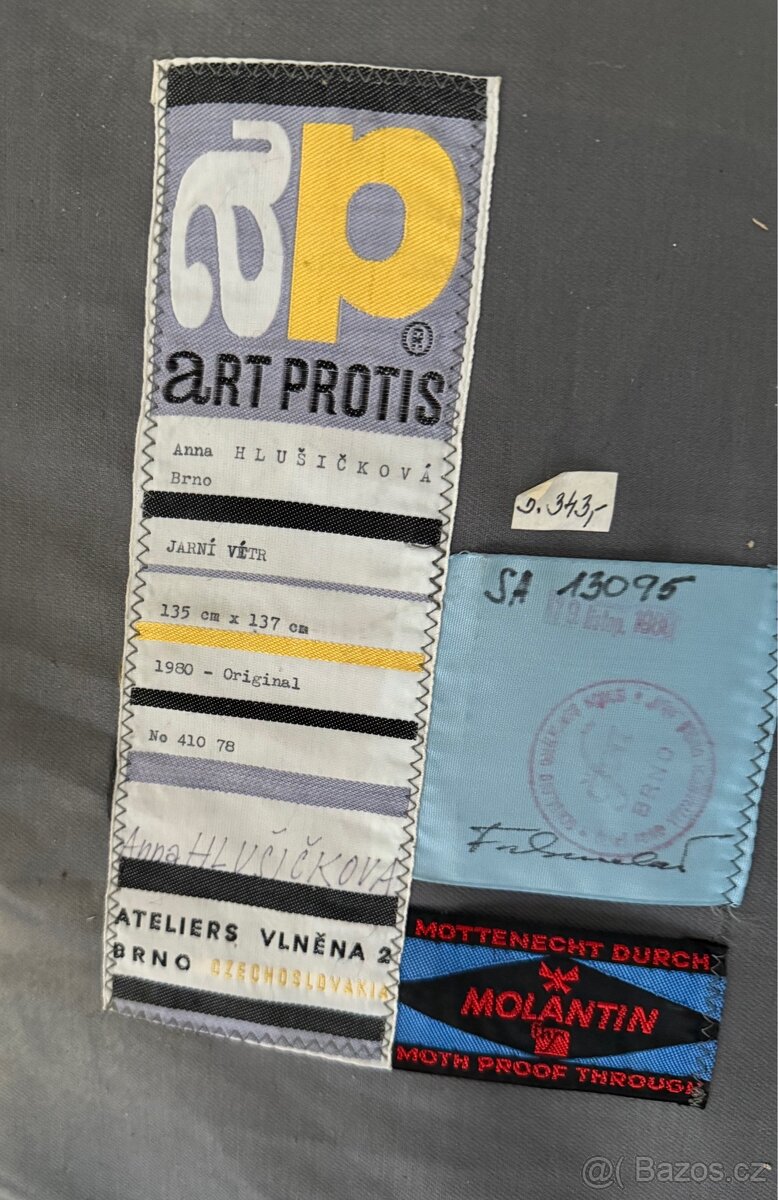 ap
®
aRT PROTIS
Anna HLUŠIČKOVÁ
Brno
JARNÍ VÍTR
135 cm x 137 cm
1980 - Original
No 410 78
Anna HLUŠIČKOVÁ
ATELIERS VLNĚNA 2
BRNO CZECHOSLOVAKIA
D. 343,-
SA 13095
BRNO
MOTTENECHT DURCH
MOLANTIN
MOTH PROOF THROUGH
@( Bazos.cz